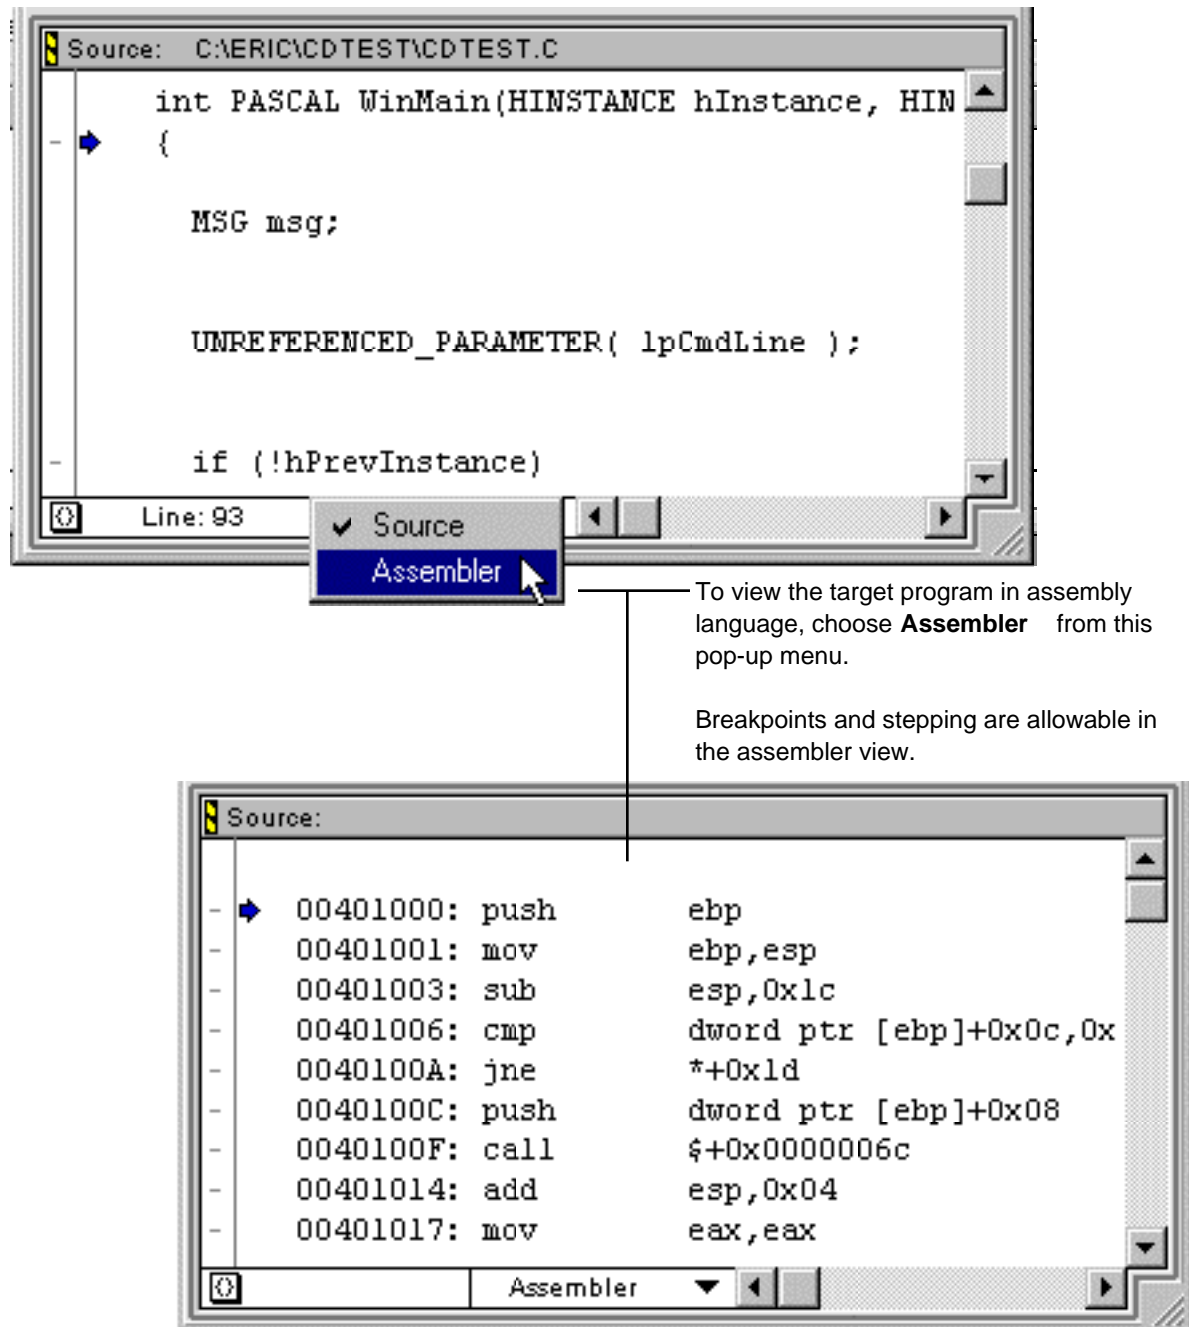 Source: C:\ERIC\CDTEST\CDTEST.C
int PASCAL WinMain(HINSTANCE hInstance, HIN
{
MSG msg;
UNREFERENCED_PARAMETER( lpCmdLine );
if (!hPrevInstance)
Line: 93
Source
Assembler
To view the target program in assembly
language, choose Assembler from this
pop-up menu.
Breakpoints and stepping are allowable in
the assembler view.
Source:
00401000: push ebp
00401001: mov ebp,esp
00401003: sub esp,0x1c
00401006: cmp dword ptr [ebp]+0x0c,0x
0040100A: jne *+0x1d
0040100C: push dword ptr [ebp]+0x08
0040100F: call $+0x0000006c
00401014: add esp,0x04
00401017: mov eax,eax
Assembler